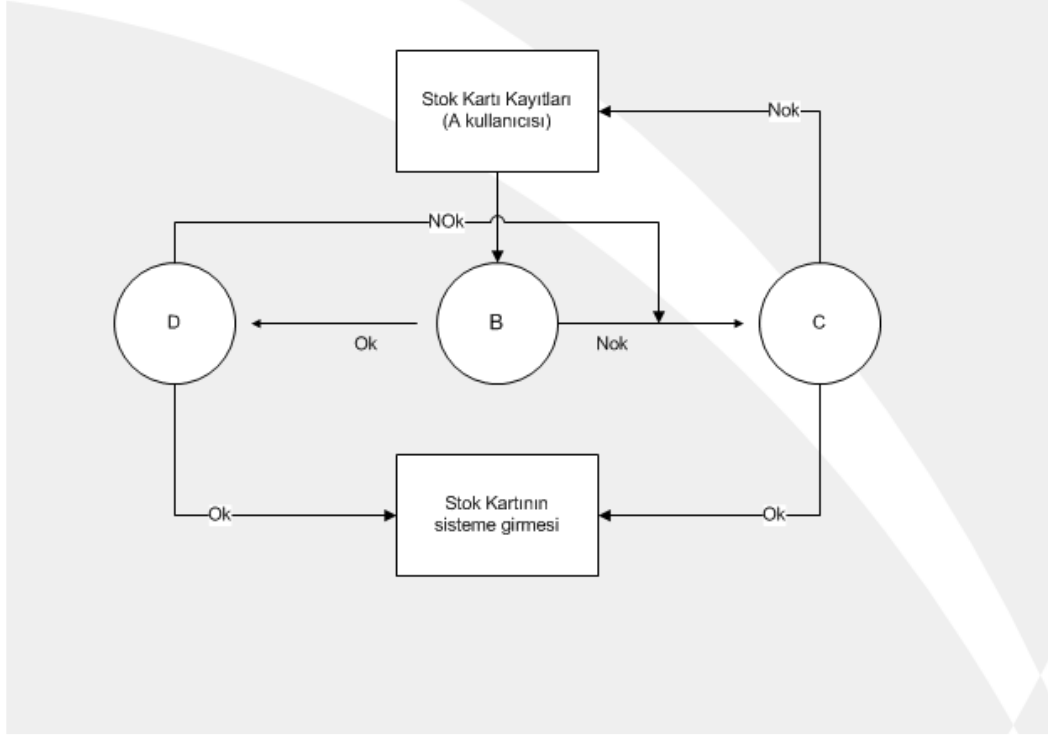 Stok Kartı Kayıtları
(A kullanıcısı)
Nok
NOk
D
B
C
Ok
Nok
Ok
Stok Kartının
sisteme girmesi
Ok